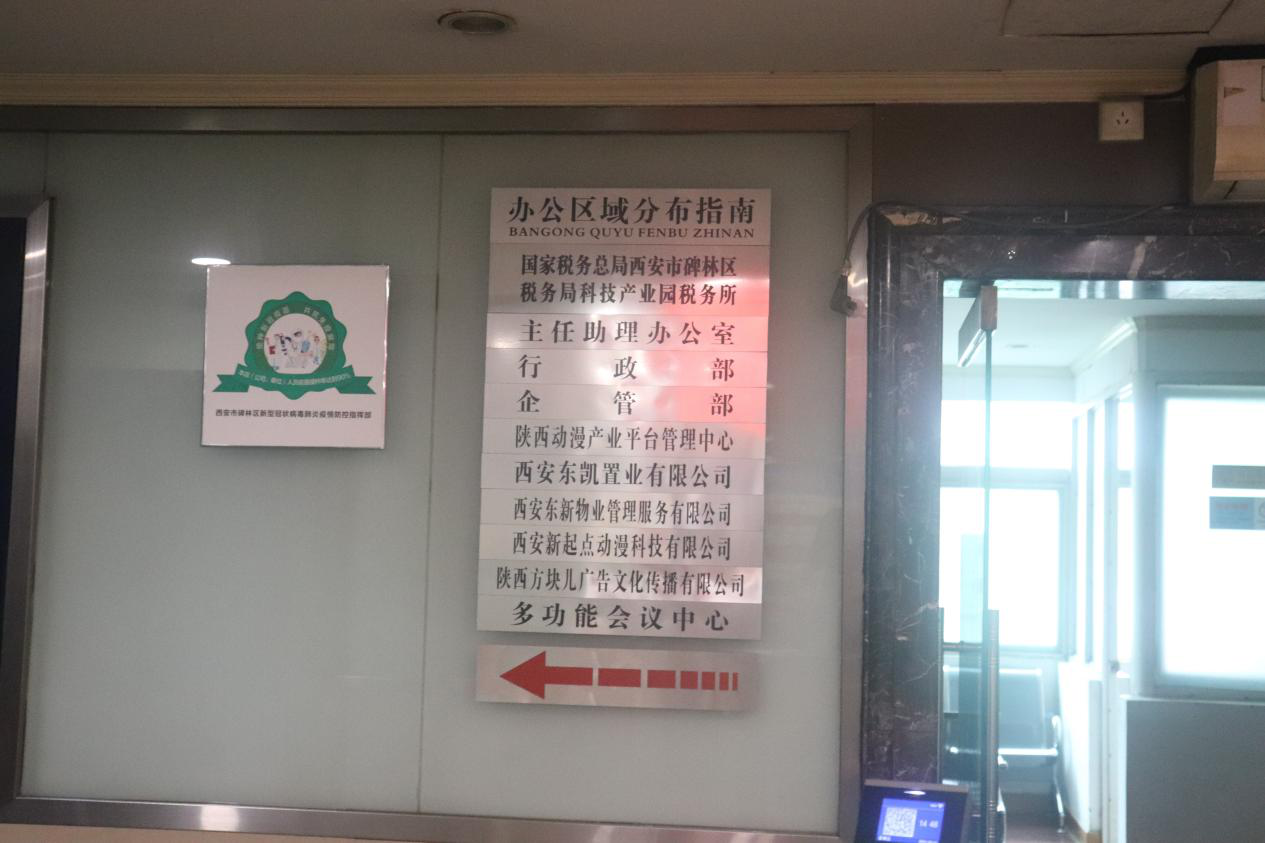 办公区域分布指南
BANGONG QUYU FENBU ZHINAN
国家税务总局西安市碑林区
税务局科技产业园税务所
主任助理办公室
行政部
企管部
陕西动漫产业平台管理中心
西安东凯置业有限公司
西安东新物业管理服务有限公司
西安新起点动漫科技有限公司
陕西方块儿广告文化传播有限公司
多功能会议中心
西安市碑林区新型冠状病毒肺炎疫情防控指挥部
14 46